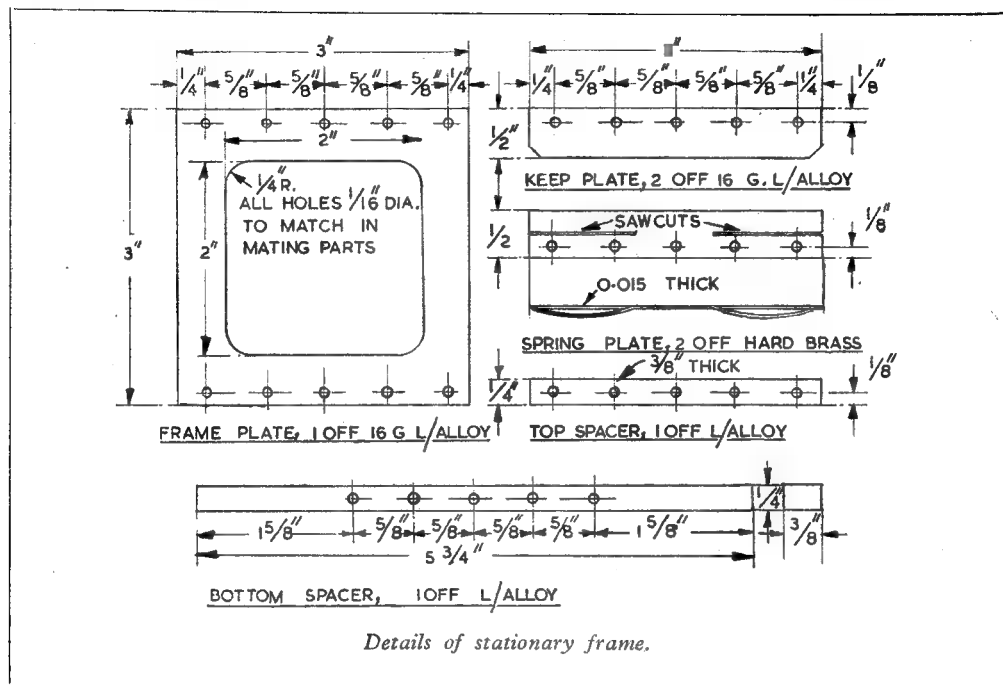 3"
1/4" 5/8" 5/8" 5/8" 5/8" 1/4"
2"
1/4 R.
ALL HOLES 1/16" DIA.
TO MATCH IN
MATING PARTS
3"
2"
FRAME PLATE, 1 OFF 16 G L/ALLOY
"
1/4" 5/8" 5/8" 5/8" 5/8" 1/4" 1/8"
1/2"
KEEP PLATE, 2 OFF 16 G. L/ALLOY
SAWCUTS
1/8"
1/2
0·015 THICK
SPRING PLATE, 2 OFF HARD BRASS
3/8" THICK
1/8"
1/4"
TOP SPACER, 1 OFF L/ALLOY
1 5/8" 5/8" 5/8" 5/8" 5/8" 1 5/8" 1/4" 3/8"
5 3/4"
BOTTOM SPACER, 1 OFF L/ALLOY
Details of stationary frame.